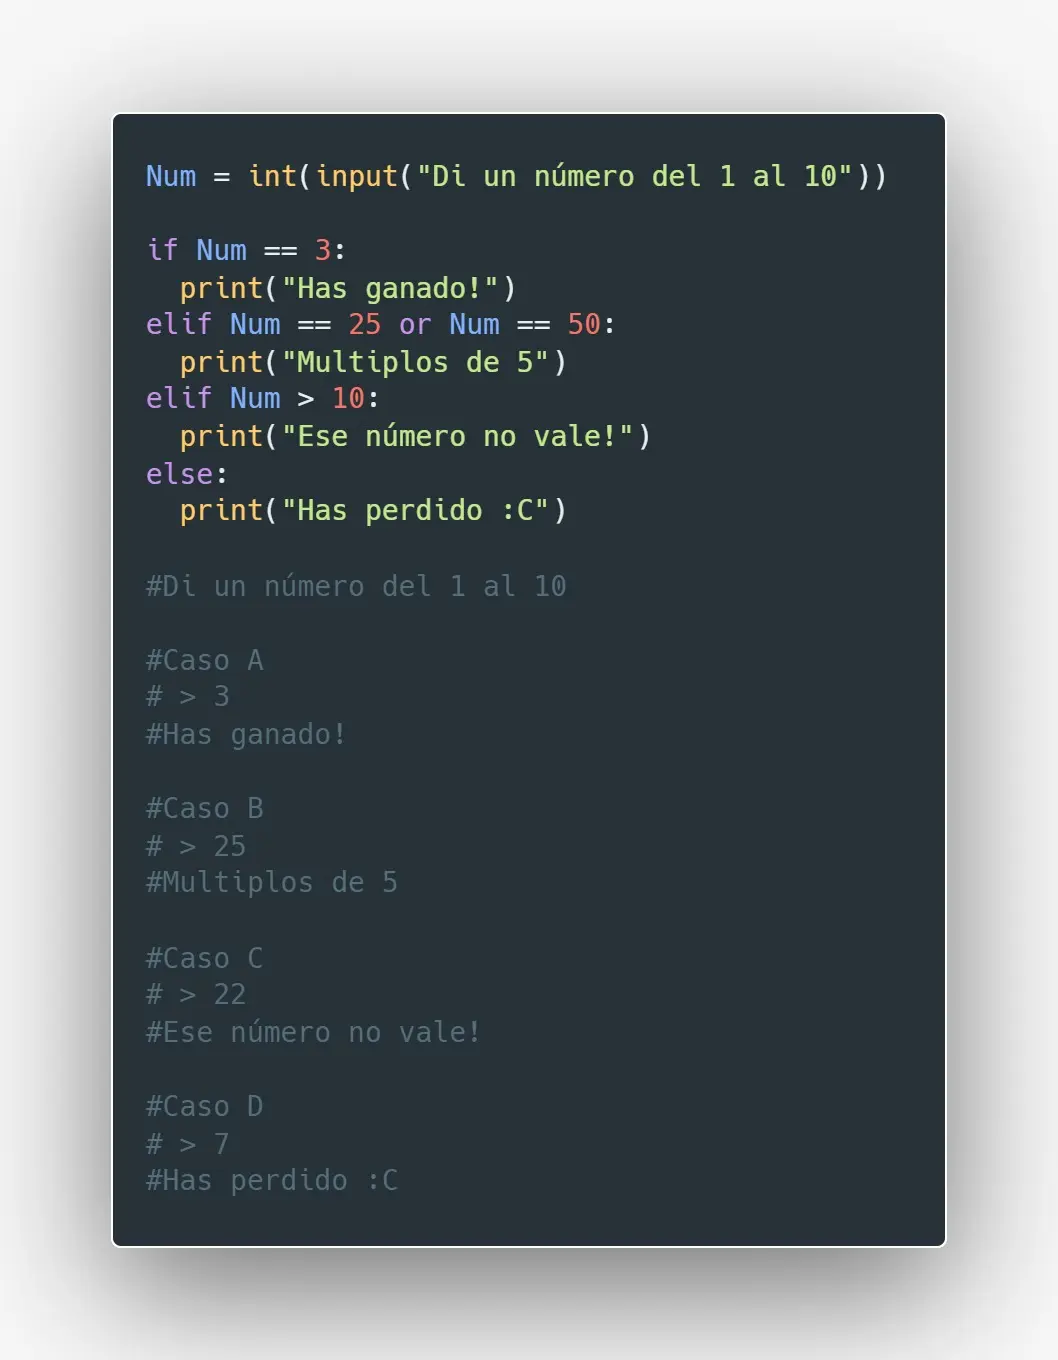 Num = int(input("Di un número del 1 al 10"))
if Num == 3:
  print("Has ganado!")
elif Num == 25 or Num == 50:
  print("Multiplos de 5")
elif Num > 10:
  print("Ese número no vale!")
else:
  print("Has perdido :C")
#Di un número del 1 al 10
#Caso A
# > 3
#Has ganado!
#Caso B
# > 25
#Multiplos de 5
#Caso C
# > 22
#Ese número no vale!
#Caso D
# > 7
#Has perdido :C